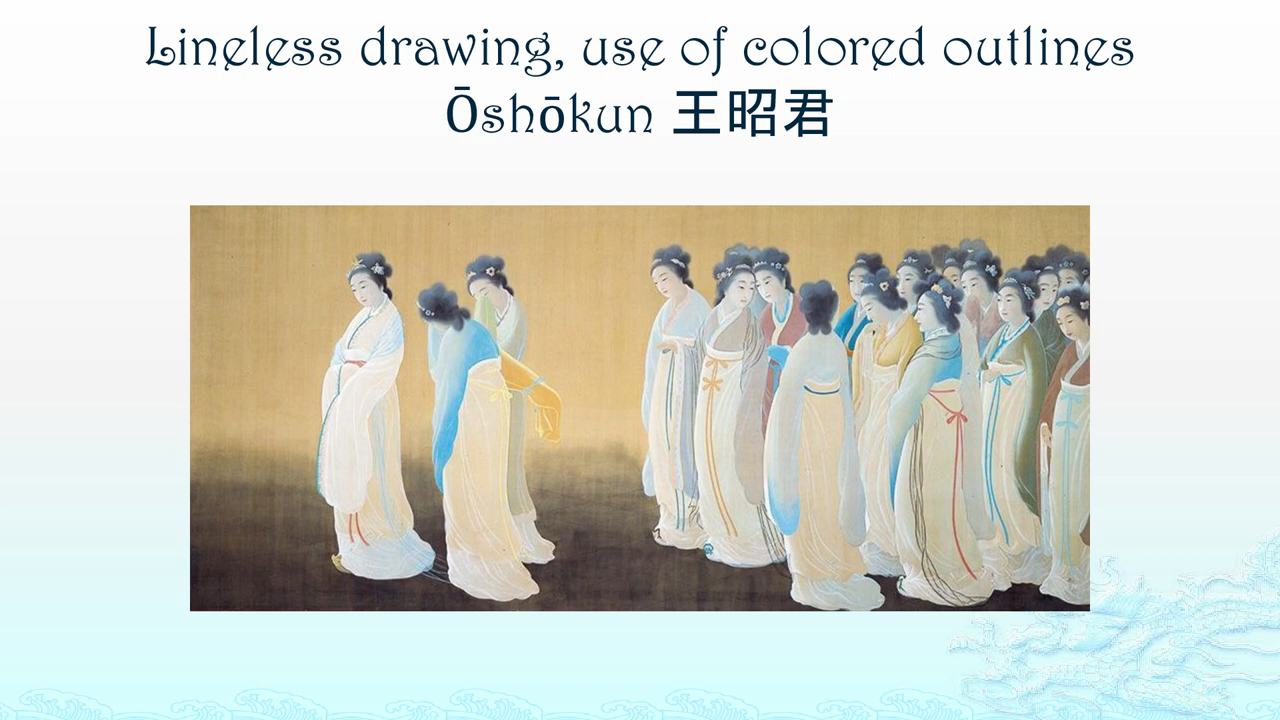 Lineless drawing, use of colored outlines
Ōshōkun 王昭君